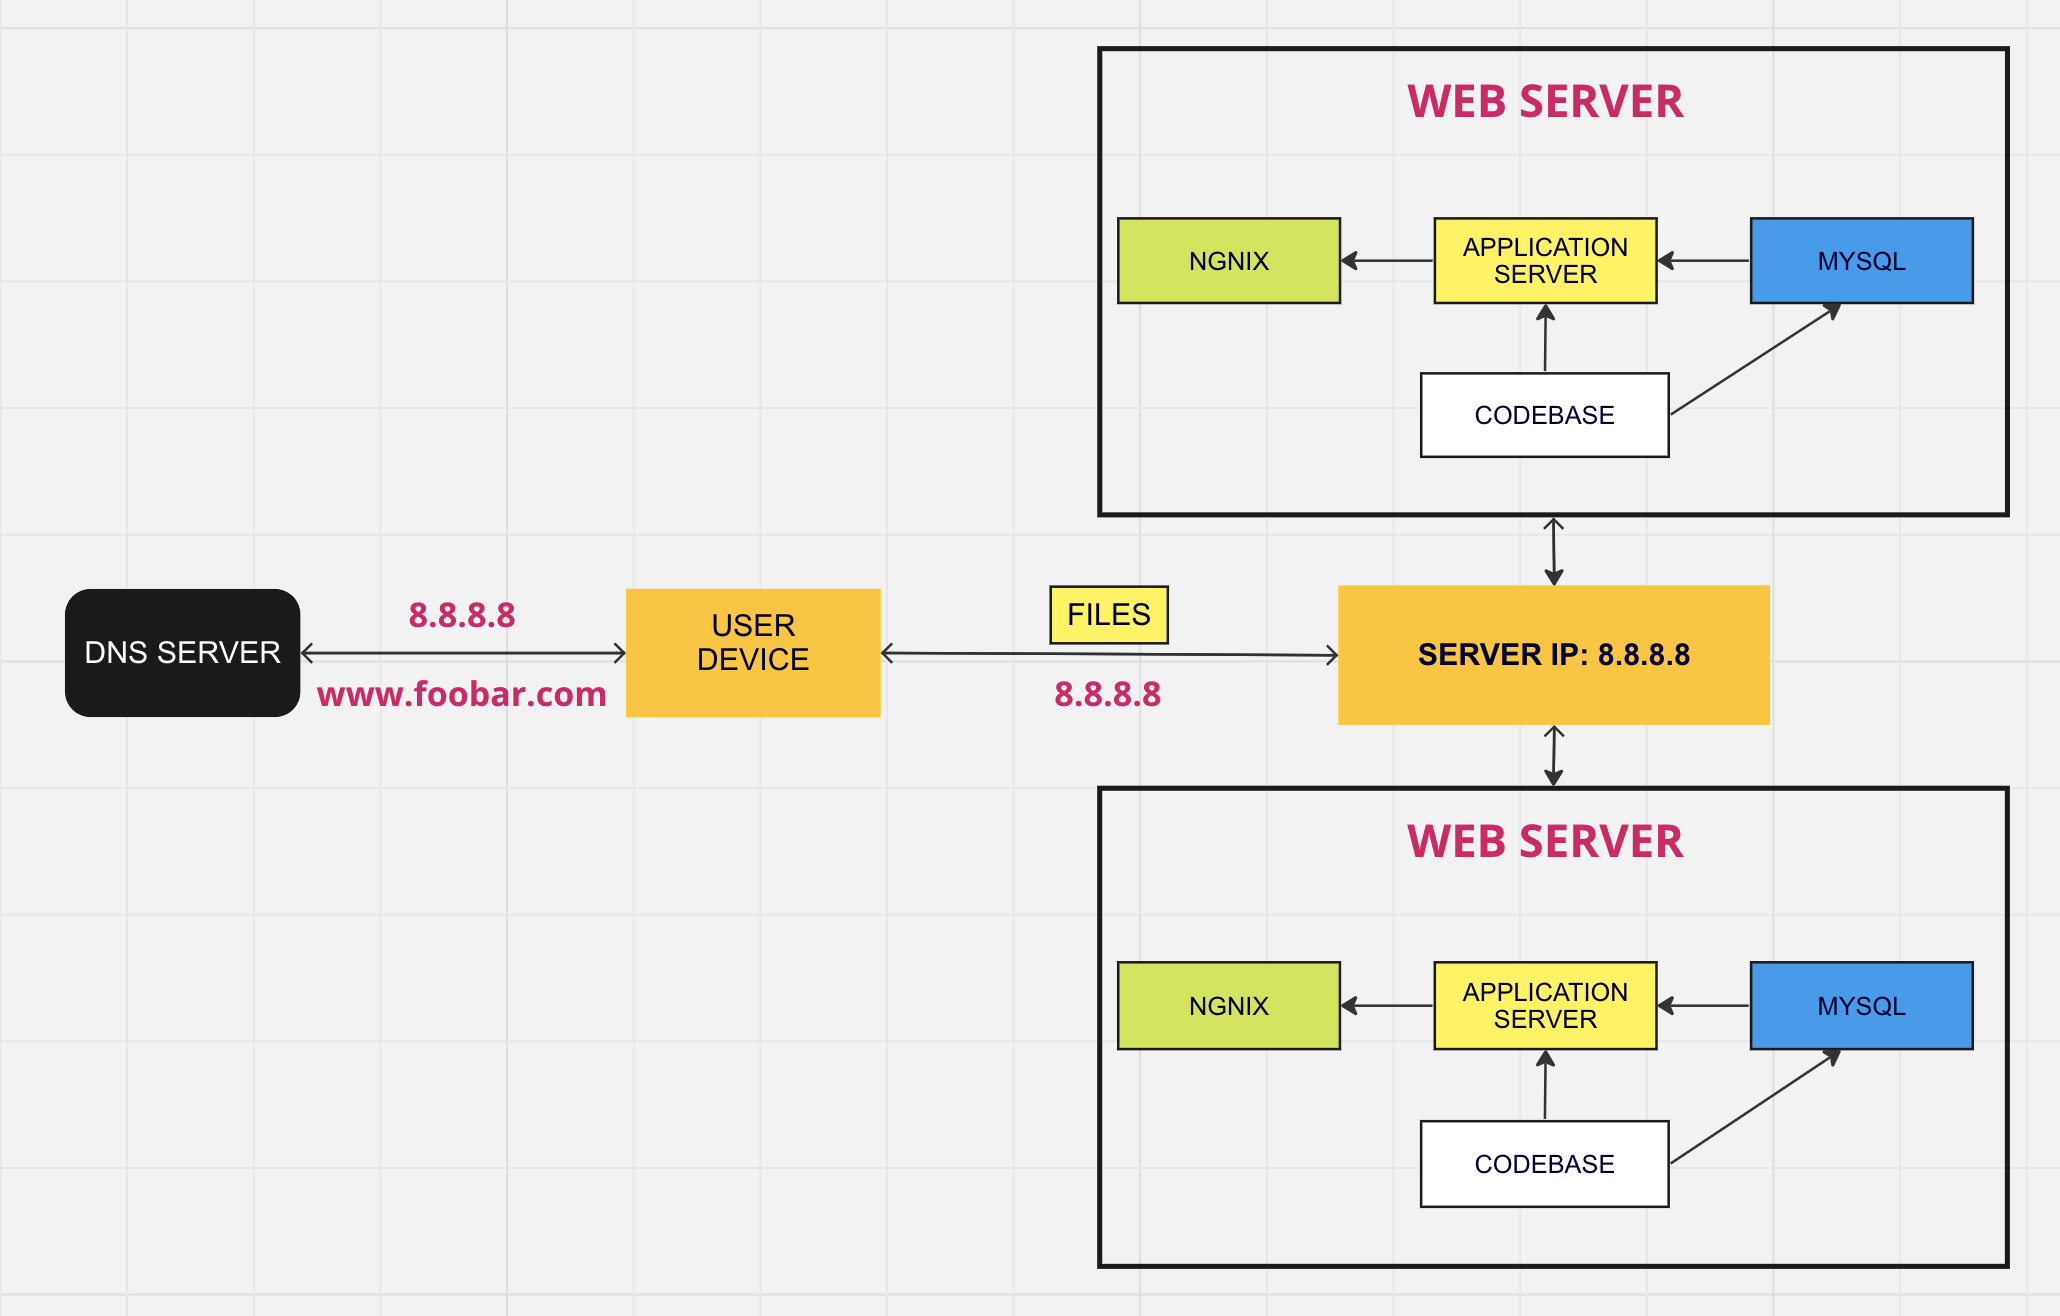 WEB SERVER
NGNIX
APPLICATION
SERVER
MYSQL
CODEBASE
DNS SERVER
8.8.8.8
www.foobar.com
USER
DEVICE
FILES
8.8.8.8
SERVER IP: 8.8.8.8
WEB SERVER
NGNIX
APPLICATION
SERVER
MYSQL
CODEBASE